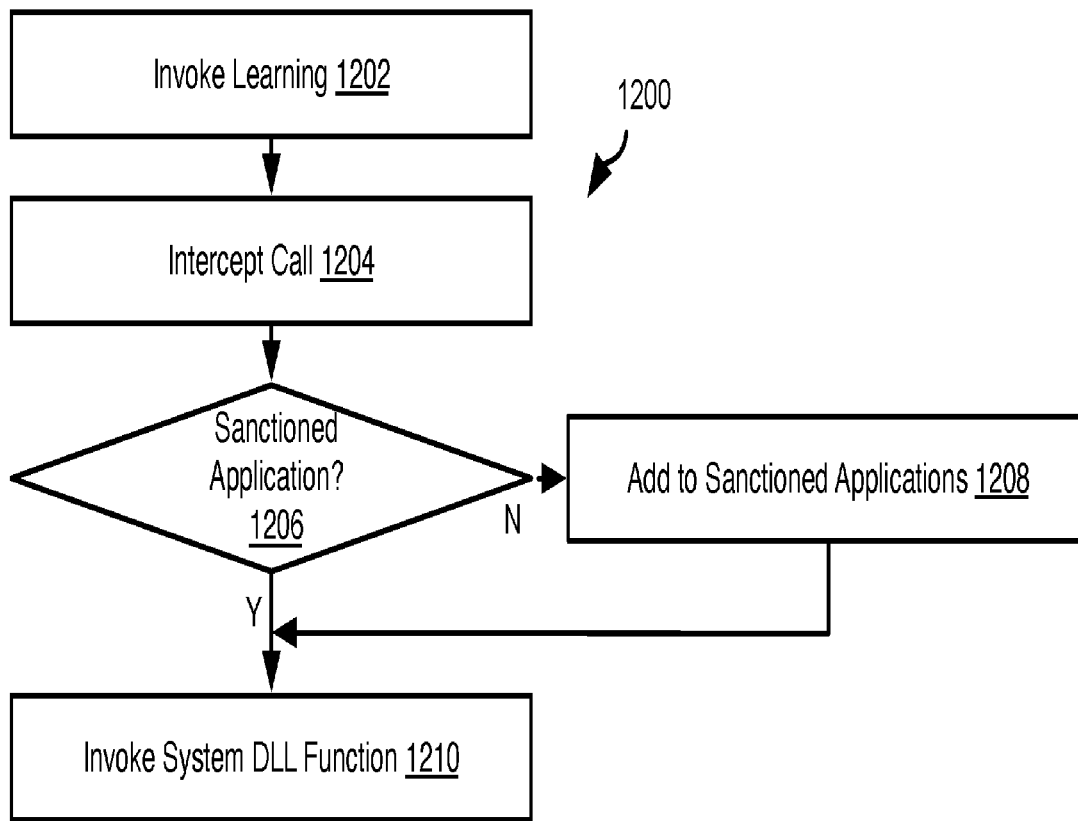 Invoke Learning 1202
1200
Intercept Call 1204
Sanctioned
Application?
1206
N
Add to Sanctioned Applications 1208
Y
Invoke System DLL Function 1210